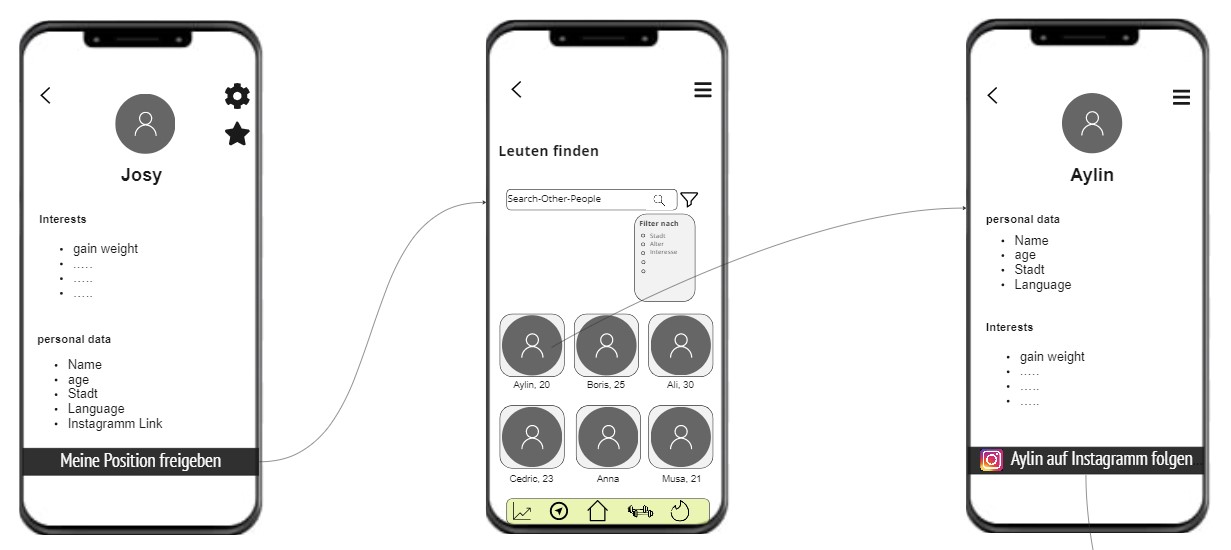 Josy
Interests
gain weight
.....
.....
.....
personal data
Name
age
Stadt
Language
Instagramm Link
Meine Position freigeben
Leuten finden
Search-Other-People
Filter nach
Stadt
Alter
Interesse
Aylin, 20
Boris, 25
Ali, 30
Cedric, 23
Anna
Musa, 21
Aylin
personal data
Name
age
Stadt
Language
Interests
gain weight
.....
.....
.....
Aylin auf Instagramm folgen